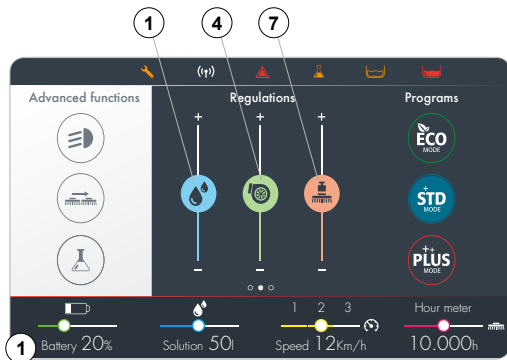 1 4 7
Advanced functions
Regulations
Programs
+ + +
ECO
MODE
+
STD
MODE
++
PLUS
MODE
– – –
1 2 3
Hour meter
1
Battery 20%
Solution 50l
Speed 12Km/h
10.000h